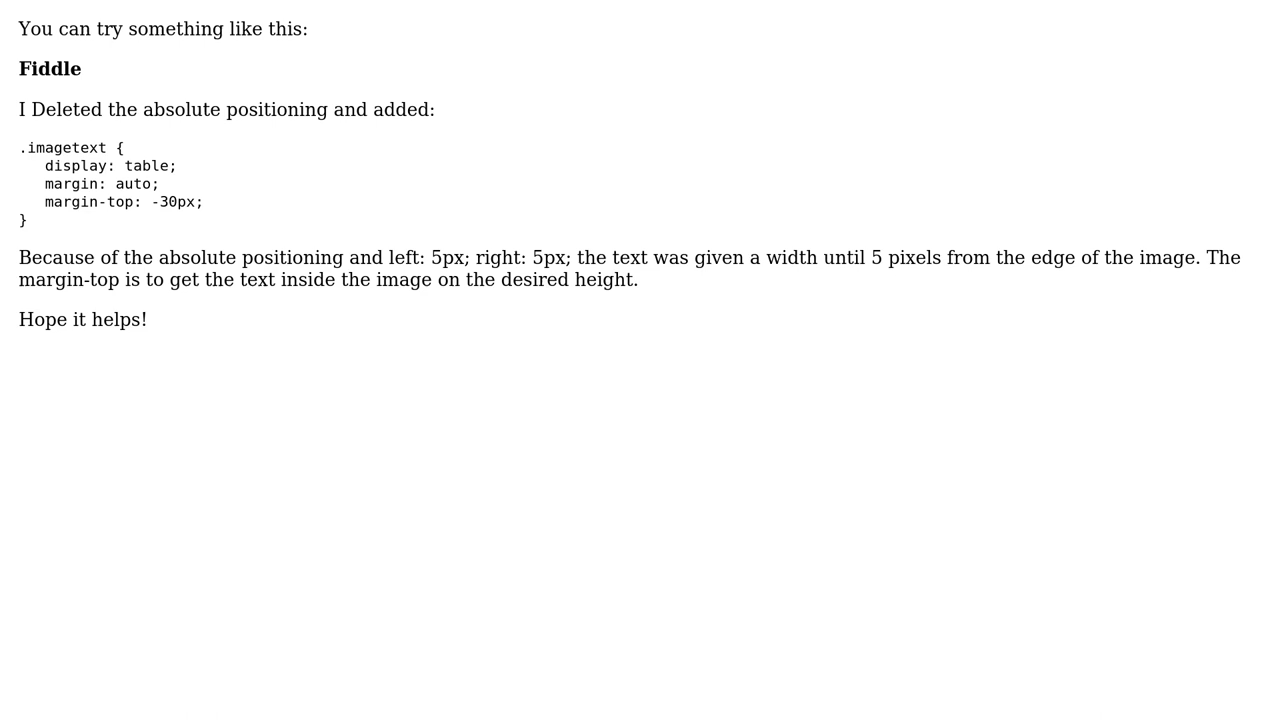 You can try something like this:
Fiddle
I Deleted the absolute positioning and added:
.imagetext {
   display: table;
   margin: auto;
   margin-top: -30px;
}
Because of the absolute positioning and left: 5px; right: 5px; the text was given a width until 5 pixels from the edge of the image. The
margin-top is to get the text inside the image on the desired height.
Hope it helps!